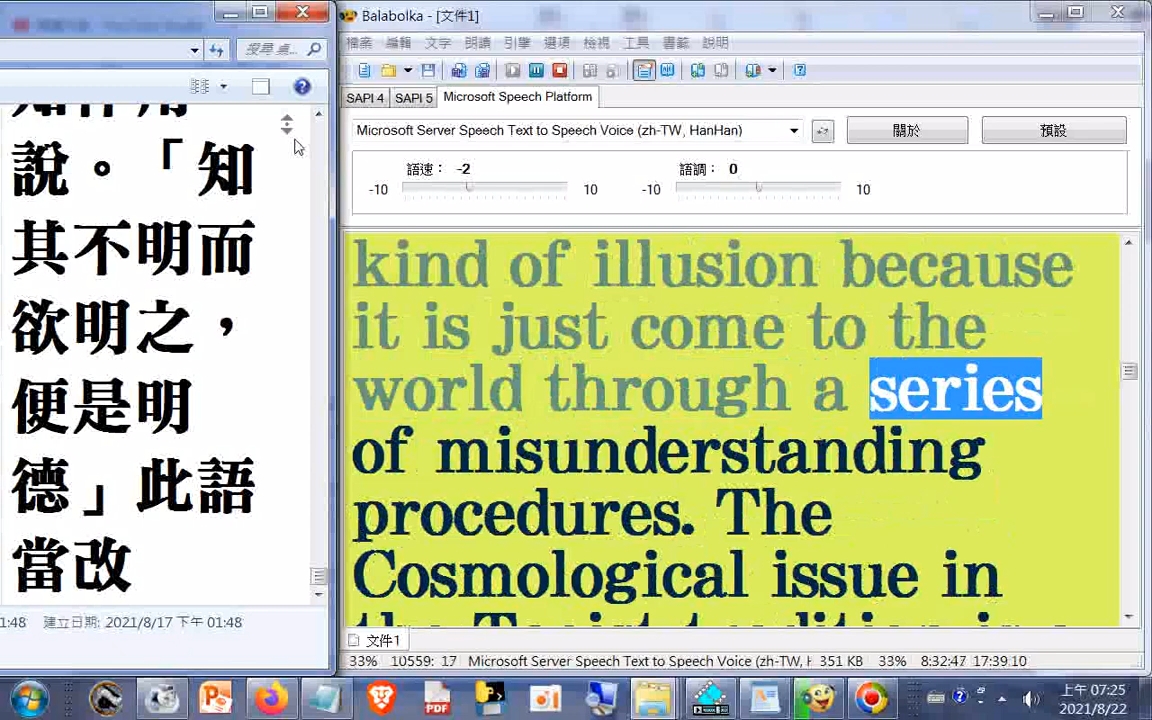 搜尋 桌...
說。「知
其不明而
欲明之，
便是明
德」此語
當改
1:48 建立日期: 2021/8/17 下午 01:48
Balabolka - [文件1]
檔案 編輯 文字 朗讀 引擎 選項 檢視 工具 書籤 說明
SAPI 4 SAPI 5 Microsoft Speech Platform
Microsoft Server Speech Text to Speech Voice (zh-TW, HanHan) 關於 預設
語速： -2 語調： 0
-10 10 -10 10
kind of illusion because
it is just come to the
world through a series
of misunderstanding
procedures. The
Cosmological issue in
文件1
33% 10559: 17 Microsoft Server Speech Text to Speech Voice (zh-TW, H 351 KB 33% 8:32:47 17:39:10
PDF
上午 07:25
2021/8/22